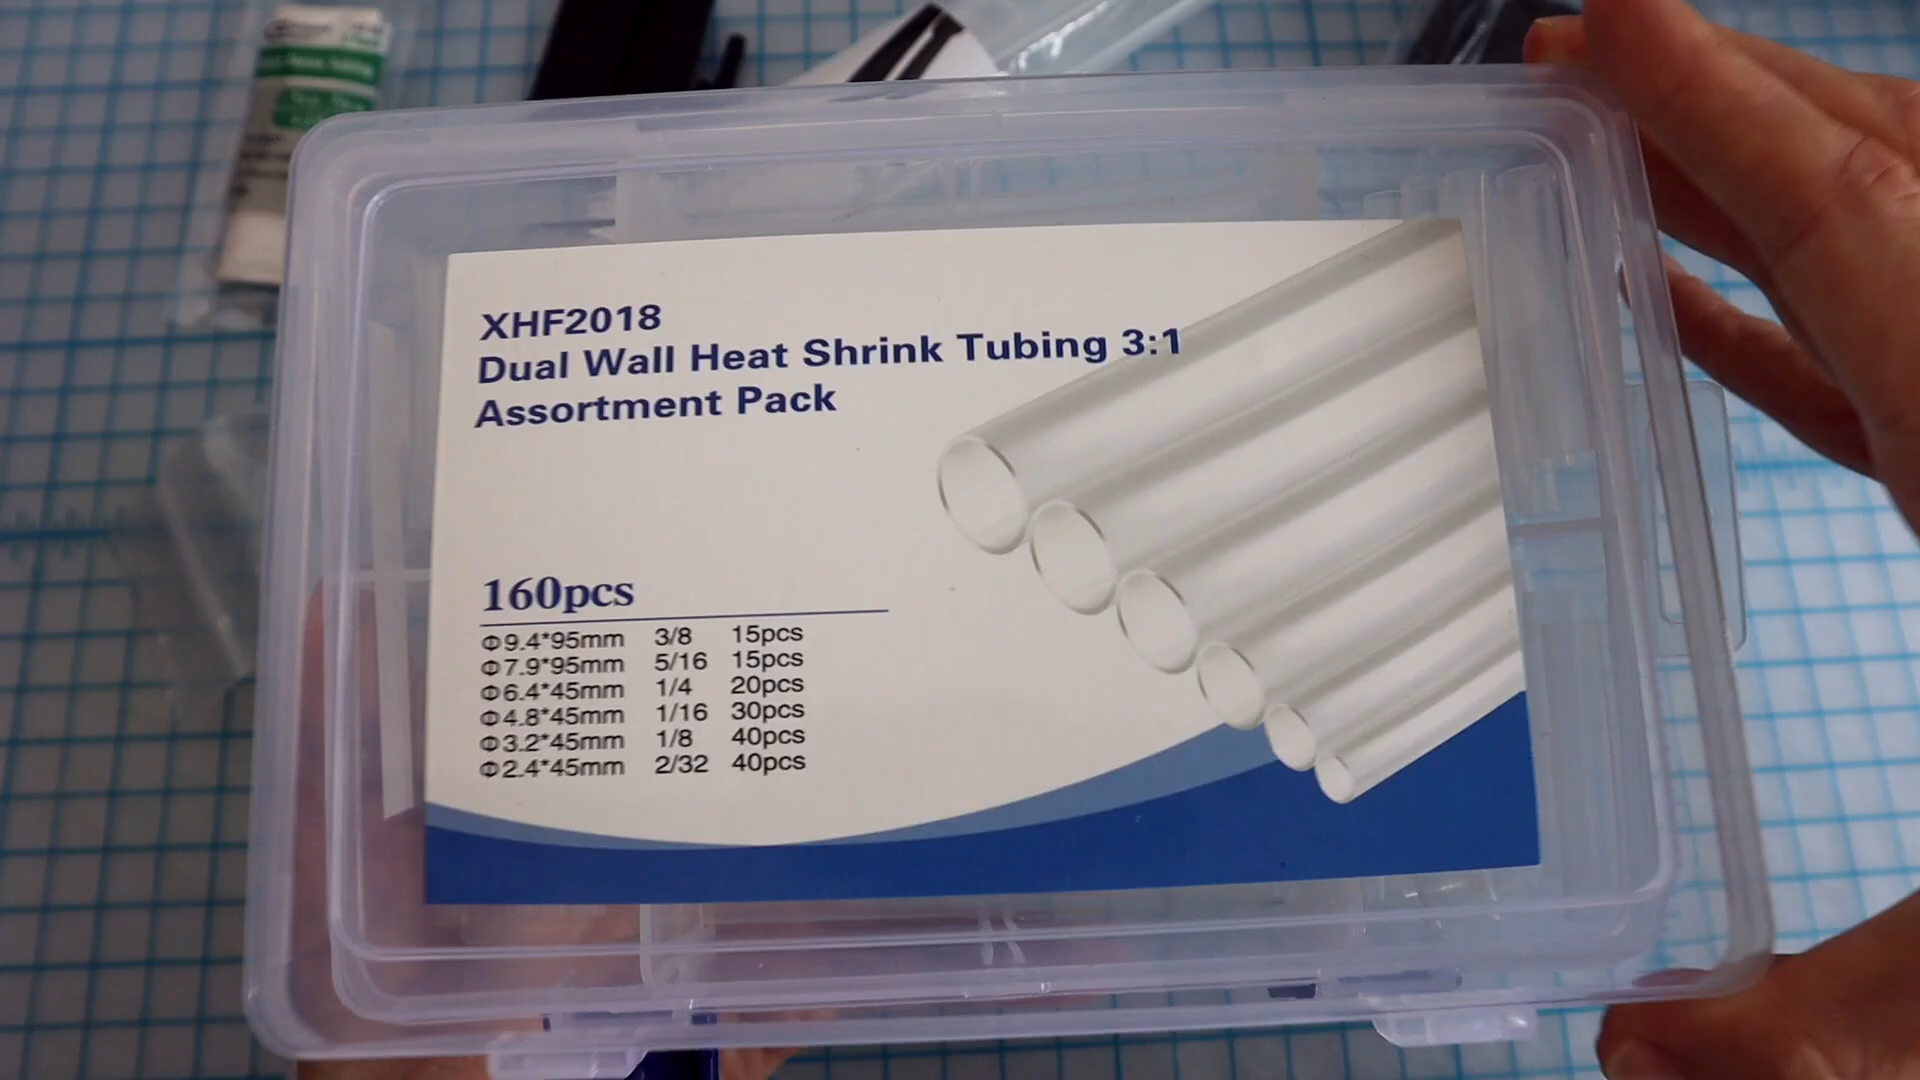 XHF2018
Dual Wall Heat Shrink Tubing 3:1
Assortment Pack
160pcs
Φ9.4*95mm 3/8 15pcs
Φ7.9*95mm 5/16 15pcs
Φ6.4*45mm 1/4 20pcs
Φ4.8*45mm 1/16 30pcs
Φ3.2*45mm 1/8 40pcs
Φ2.4*45mm 2/32 40pcs